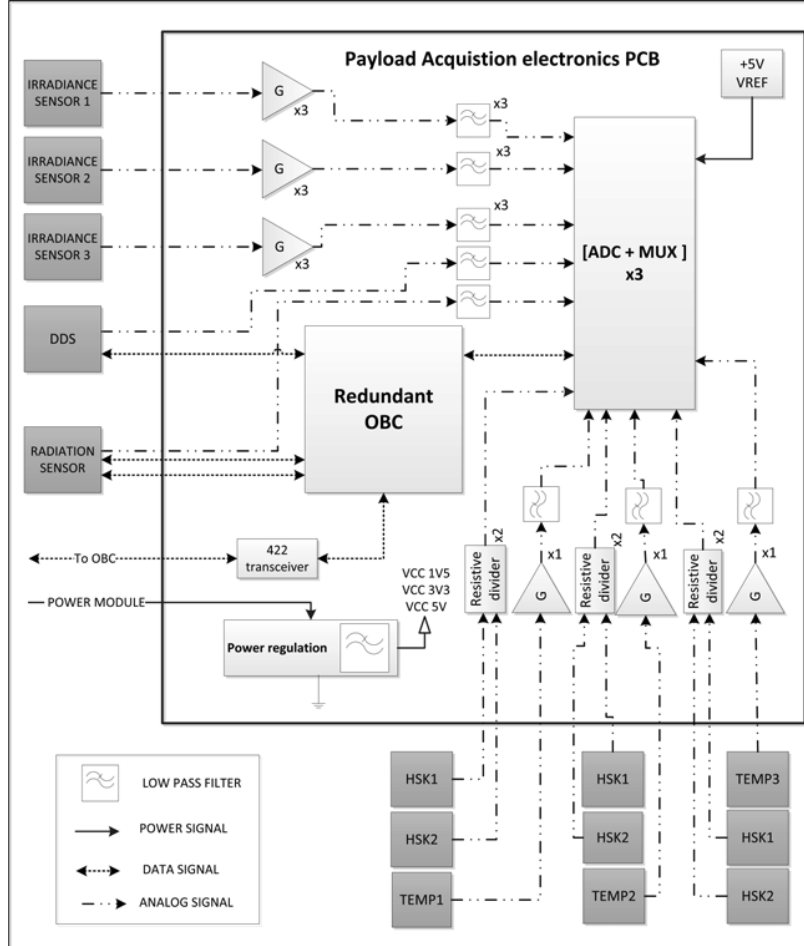 Payload Acquistion electronics PCB
+5V
VREF
IRRADIANCE
SENSOR 1
G
x3
x3
IRRADIANCE
SENSOR 2
G
x3
x3
IRRADIANCE
SENSOR 3
G
x3
x3
[ADC + MUX ]
x3
DDS
Redundant
OBC
RADIATION
SENSOR
To OBC
422
transceiver
POWER MODULE
VCC 1V5
VCC 3V3
VCC 5V
Power regulation
Resistive
divider
x2
G
x1
Resistive
divider
x2
G
x1
Resistive
divider
x2
G
x1
HSK1
HSK2
TEMP1
HSK1
HSK2
TEMP2
TEMP3
HSK1
HSK2
LOW PASS FILTER
POWER SIGNAL
DATA SIGNAL
ANALOG SIGNAL